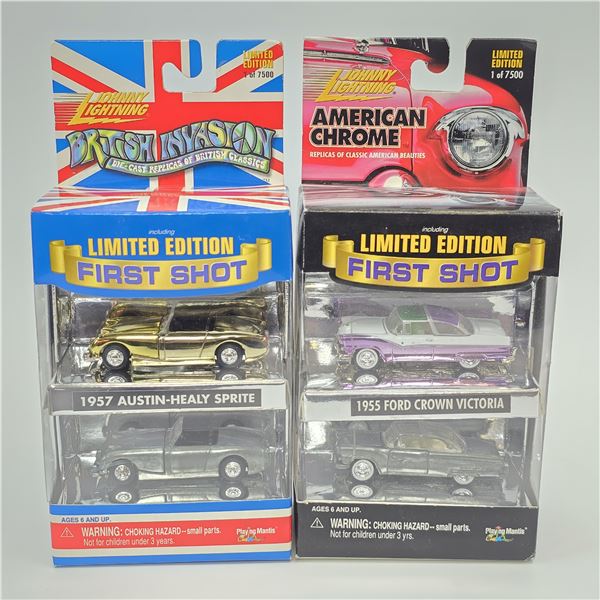 LIMITED
EDITION
1 of 7500
JOHNNY
LIGHTNING
BRITISH INVASION
DIE-CAST REPLICAS OF BRITISH CLASSICS
including
LIMITED EDITION
FIRST SHOT
1957 AUSTIN-HEALY SPRITE
AGES 6 AND UP.
WARNING: CHOKING HAZARD--small parts.
Not for children under 3 years.
Playing Mantis
LIMITED
EDITION
1 of 7500
JOHNNY
LIGHTNING
AMERICAN
CHROME
REPLICAS OF CLASSIC AMERICAN BEAUTIES
including
LIMITED EDITION
FIRST SHOT
1955 FORD CROWN VICTORIA
AGES 6 AND UP.
WARNING: CHOKING HAZARD--small parts.
Not for children under 3 yrs.
Playing Mantis